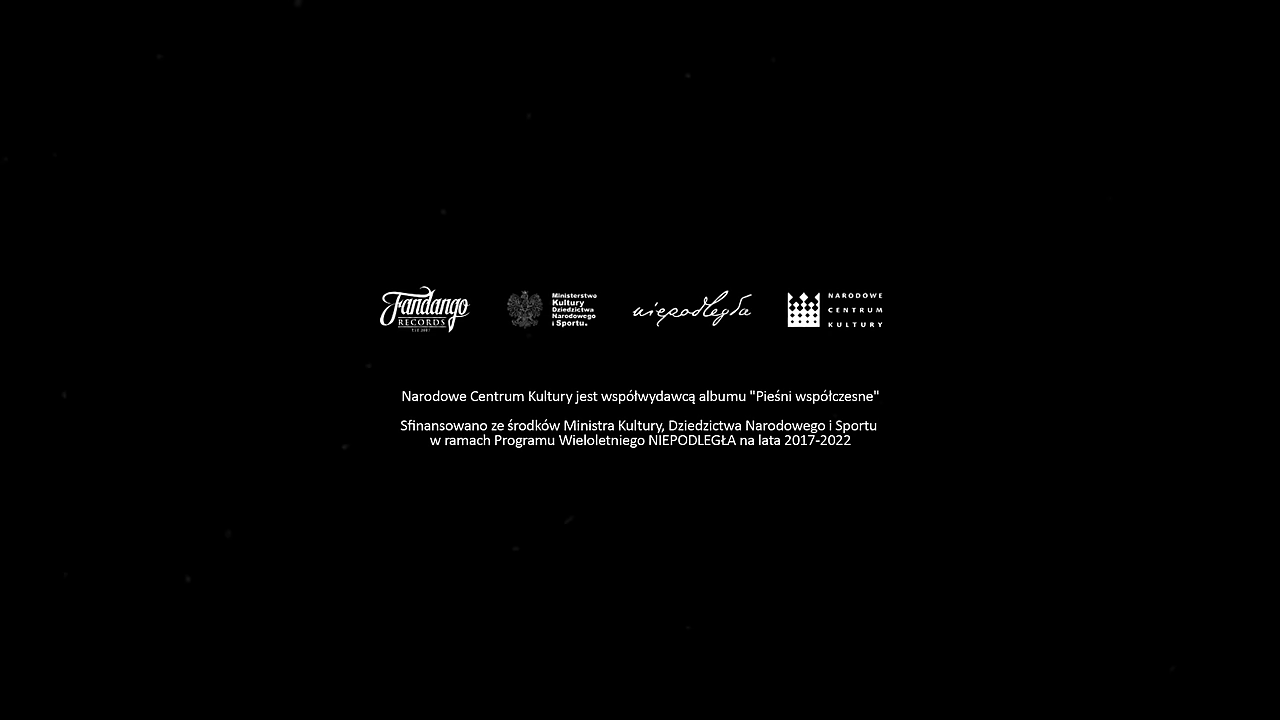 Fandango
RECORDS
Ministerstwo
Kultury
Dziedzictwa
Narodowego
i Sportu.
niepodległa
NARODOWE
CENTRUM
KULTURY
Narodowe Centrum Kultury jest współwydawcą albumu "Pieśni współczesne"
Sfinansowano ze środków Ministra Kultury, Dziedzictwa Narodowego i Sportu
w ramach Programu Wieloletniego NIEPODLEGŁA na lata 2017-2022